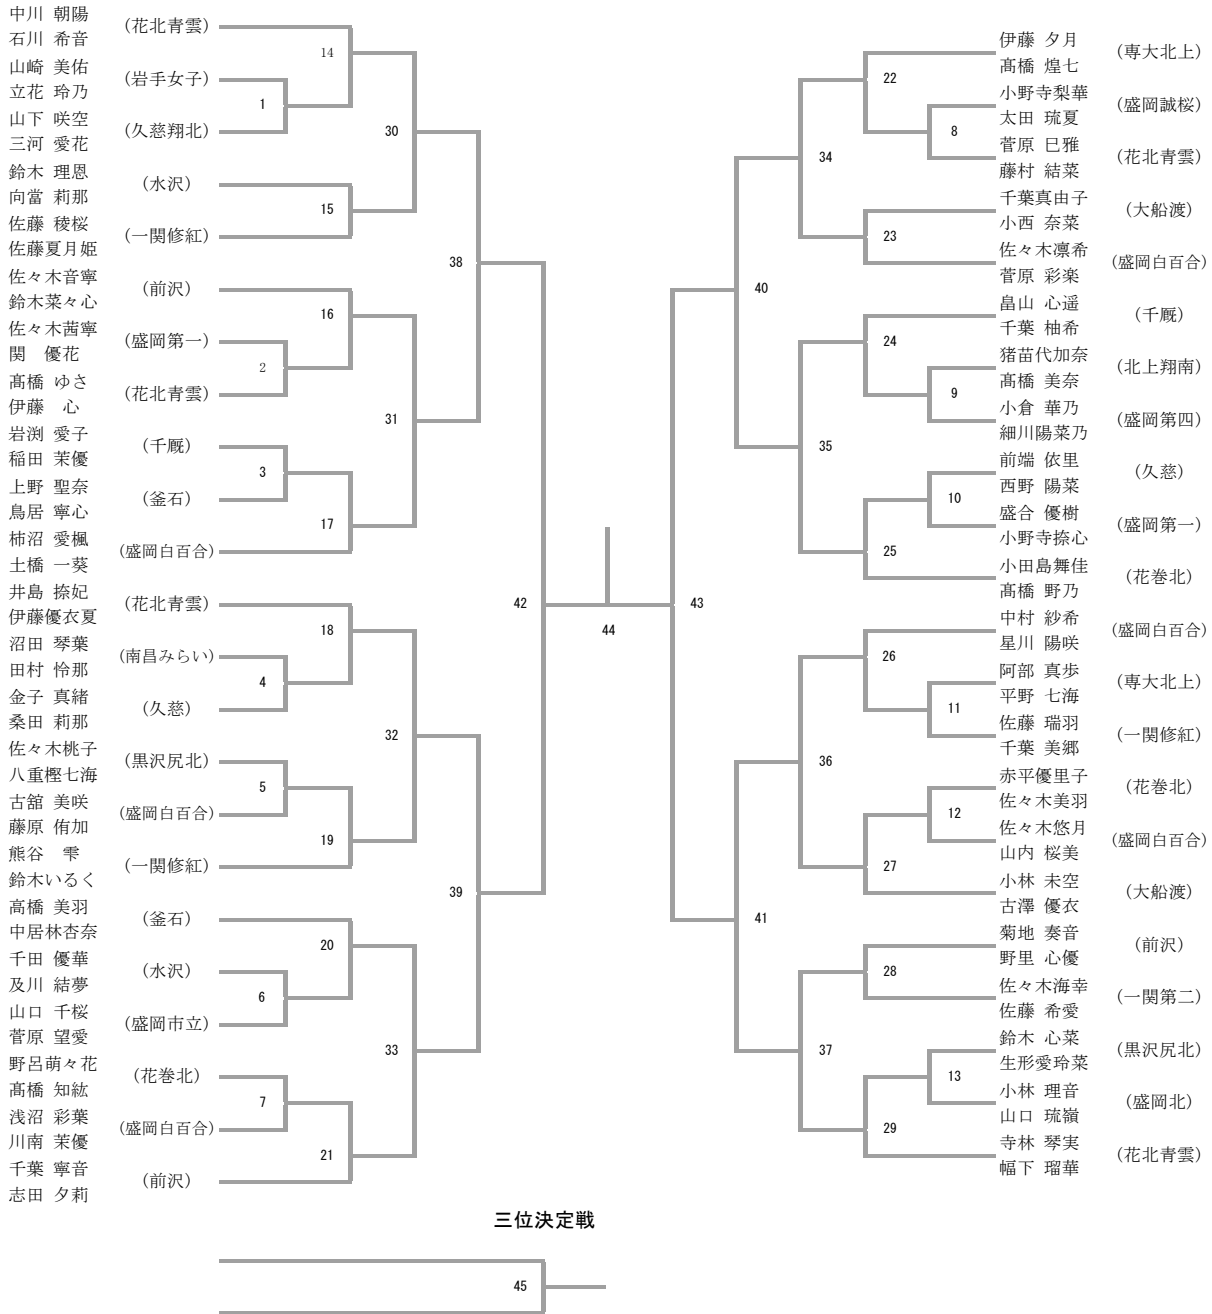 中川 朝陽
石川 希音
(花北青雲)
山崎 美佑
立花 玲乃
(岩手女子)
山下 咲空
三河 愛花
(久慈翔北)
鈴木 理恩
向當 莉那
(水沢)
佐藤 稜桜
佐藤夏月姫
(一関修紅)
佐々木音寧
鈴木菜々心
(前沢)
佐々木茜寧
関 優花
(盛岡第一)
髙橋 ゆさ
伊藤 心
(花北青雲)
岩渕 愛子
稲田 茉優
(千厩)
上野 聖奈
鳥居 寧心
(釜石)
柿沼 愛楓
土橋 一葵
(盛岡白百合)
井島 捺妃
伊藤優衣夏
(花北青雲)
沼田 琴葉
田村 怜那
(南昌みらい)
金子 真緒
桑田 莉那
(久慈)
佐々木桃子
八重樫七海
(黒沢尻北)
古舘 美咲
藤原 侑加
(盛岡白百合)
熊谷 雫
鈴木いるく
(一関修紅)
高橋 美羽
中居林杏奈
(釜石)
千田 優華
及川 結夢
(水沢)
山口 千桜
菅原 望愛
(盛岡市立)
野呂萌々花
髙橋 知紘
(花巻北)
浅沼 彩葉
川南 茉優
(盛岡白百合)
千葉 寧音
志田 夕莉
(前沢)
1
2
3
4
5
6
7
14
15
16
17
18
19
20
21
30
31
32
33
38
39
42
44
43
40
41
34
35
36
37
22
23
24
25
26
27
28
29
8
9
10
11
12
13
伊藤 夕月
髙橋 煌七
(専大北上)
小野寺梨華
太田 琉夏
(盛岡誠桜)
菅原 巳雅
藤村 結菜
(花北青雲)
千葉真由子
小西 奈菜
(大船渡)
佐々木凛希
菅原 彩楽
(盛岡白百合)
畠山 心遥
千葉 柚希
(千厩)
猪苗代加奈
髙橋 美奈
(北上翔南)
小倉 華乃
細川陽菜乃
(盛岡第四)
前端 依里
西野 陽菜
(久慈)
盛合 優樹
小野寺捺心
(盛岡第一)
小田島舞佳
髙橋 野乃
(花巻北)
中村 紗希
星川 陽咲
(盛岡白百合)
阿部 真歩
平野 七海
(専大北上)
佐藤 瑞羽
千葉 美郷
(一関修紅)
赤平優里子
佐々木美羽
(花巻北)
佐々木悠月
山内 桜美
(盛岡白百合)
小林 未空
古澤 優衣
(大船渡)
菊地 奏音
野里 心優
(前沢)
佐々木海幸
佐藤 希愛
(一関第二)
鈴木 心菜
生形愛玲菜
(黒沢尻北)
小林 理音
山口 琉嶺
(盛岡北)
寺林 琴実
幅下 瑠華
(花北青雲)
三位決定戦
45